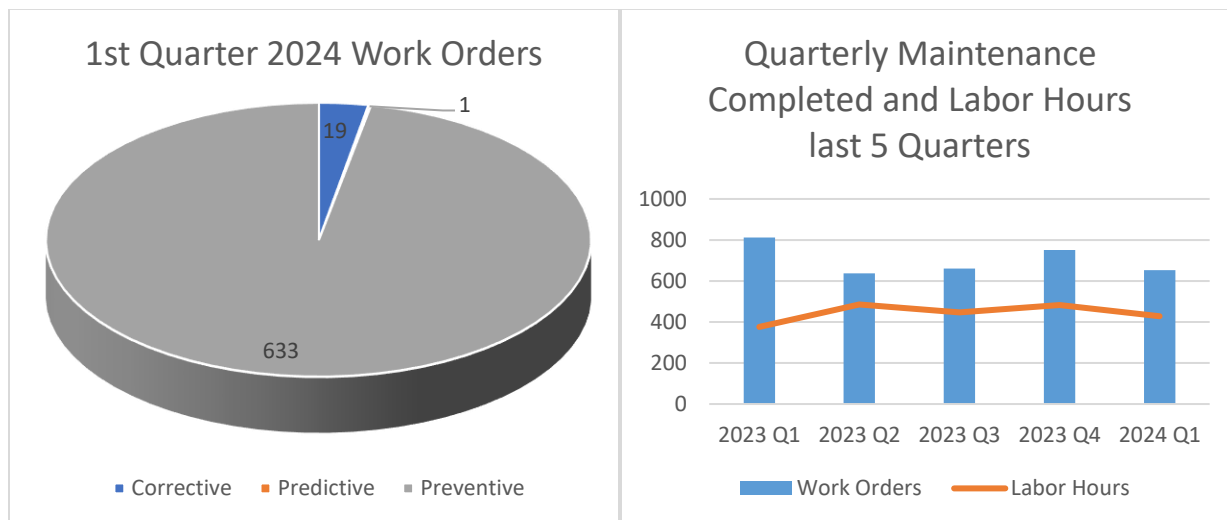 1st Quarter 2024 Work Orders
1
19
633
Corrective Predictive Preventive
Quarterly Maintenance
Completed and Labor Hours
last 5 Quarters
1000
800
600
400
200
0
2023 Q1 2023 Q2 2023 Q3 2023 Q4 2024 Q1
Work Orders Labor Hours